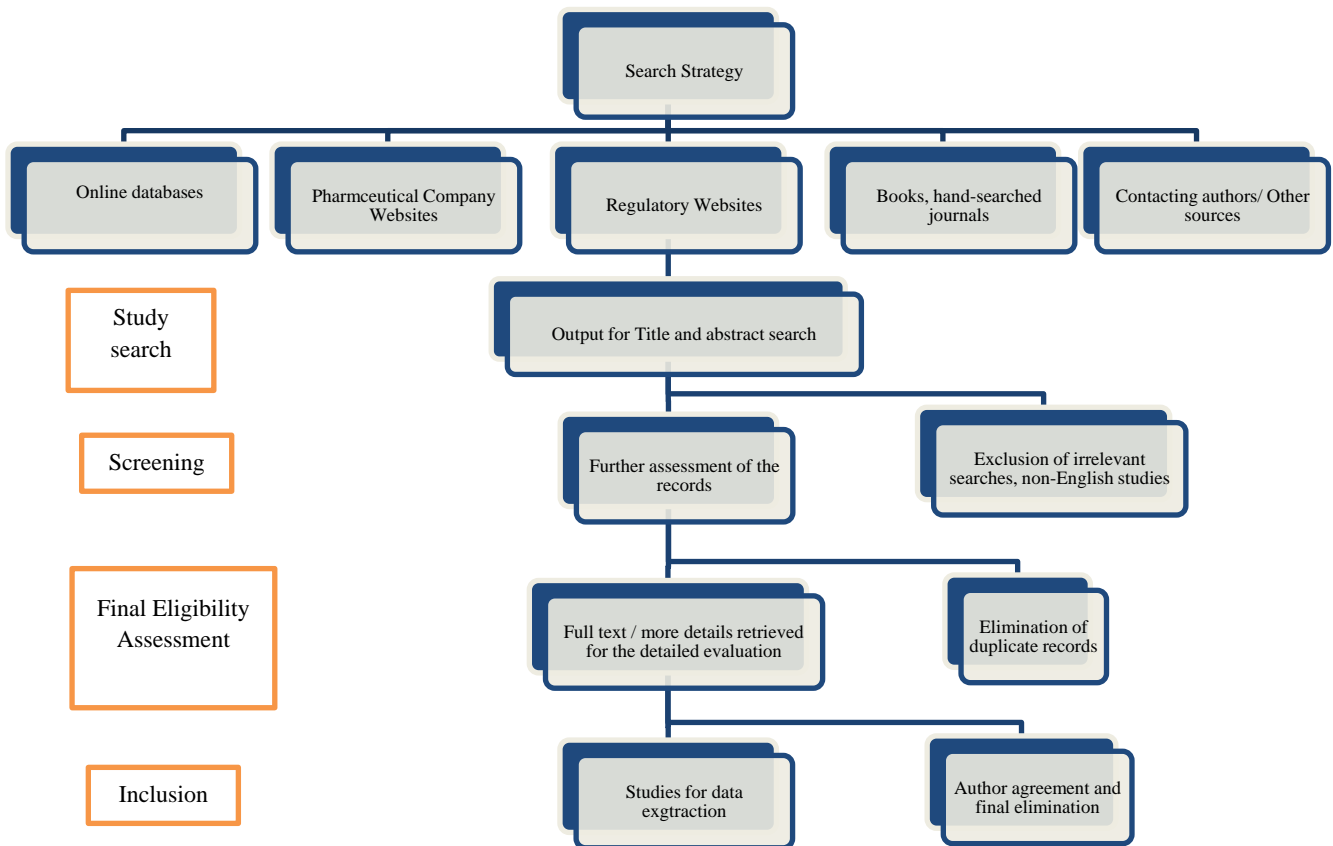 Search Strategy
Online databases
Pharmceutical Company
Websites
Regulatory Websites
Books, hand-searched
journals
Contacting authors/ Other
sources
Study
search
Output for Title and abstract search
Screening
Further assessment of the
records
Exclusion of irrelevant
searches, non-English studies
Final Eligibility
Assessment
Full text / more details retrieved
for the detailed evaluation
Elimination of
duplicate records
Inclusion
Studies for data
exgtraction
Author agreement and
final elimination